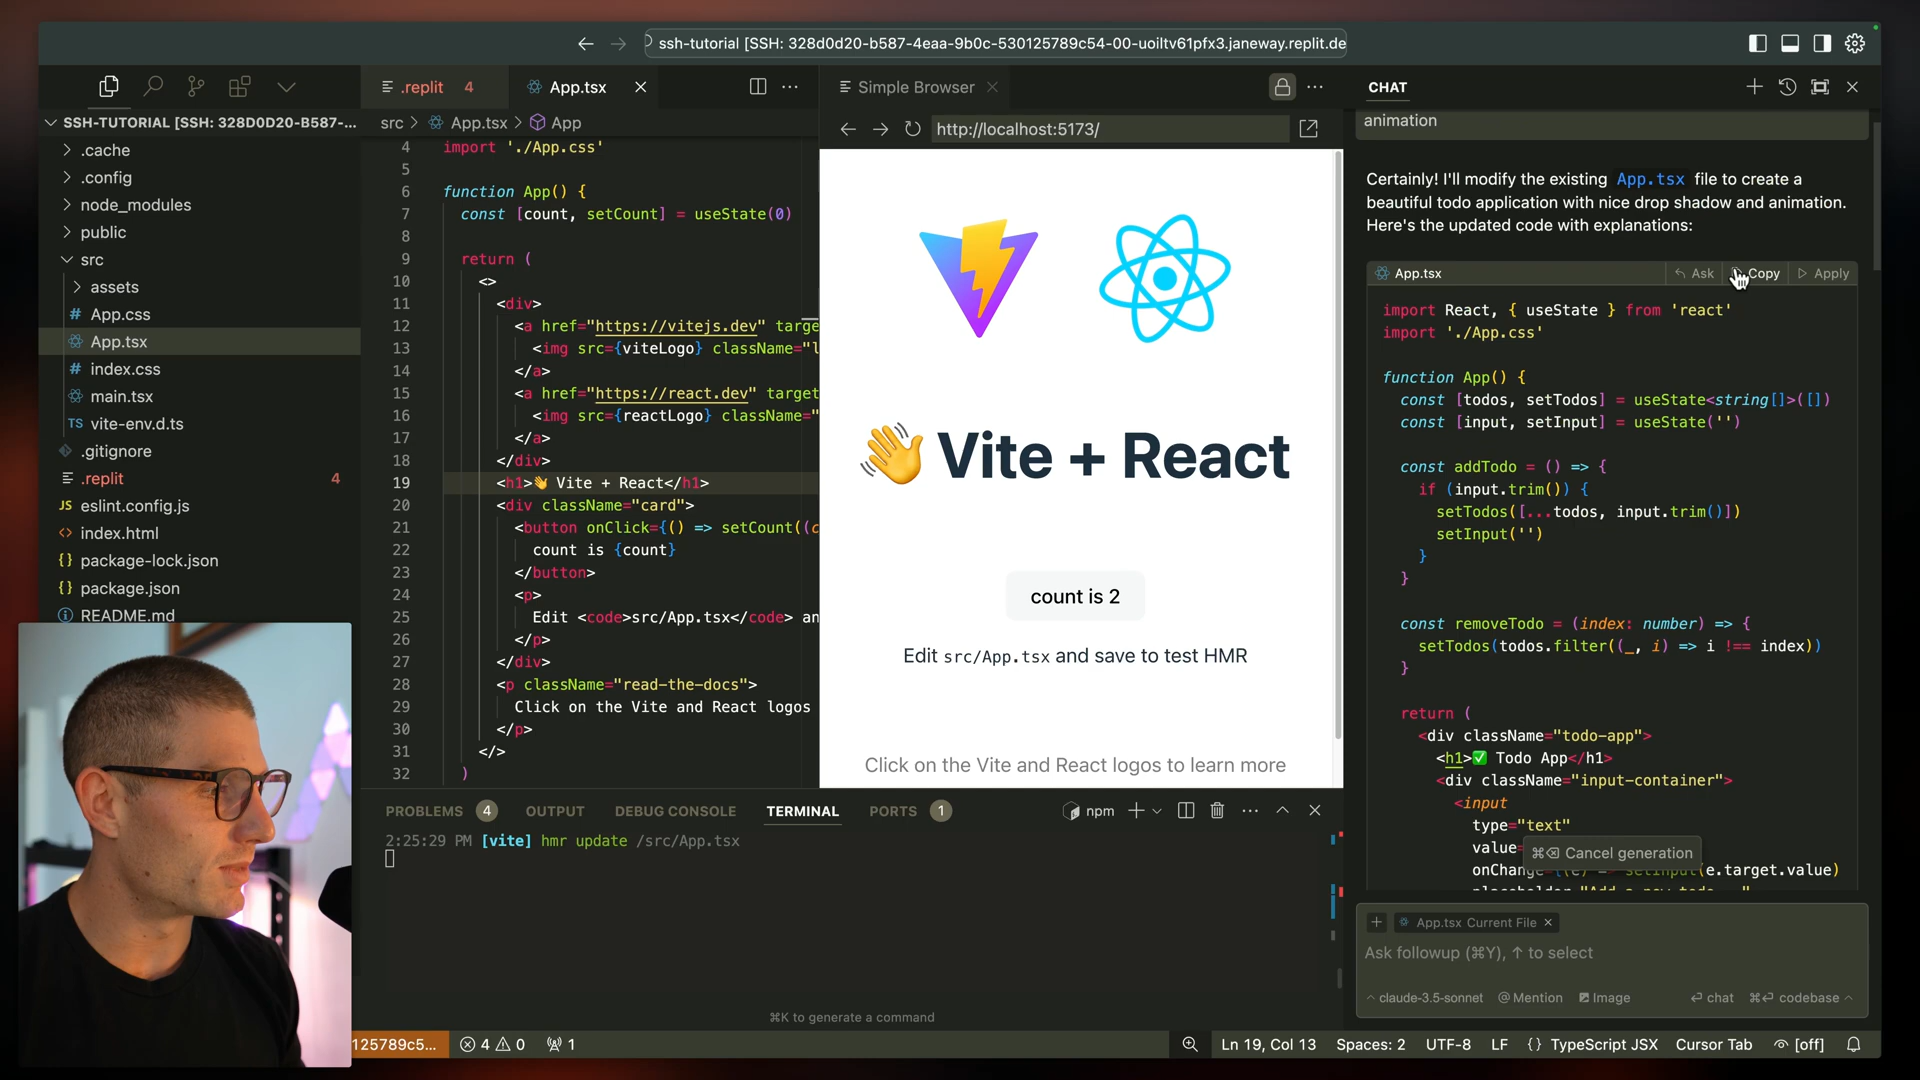 ssh-tutorial [SSH: 328d0d20-b587-4eaa-9b0c-530125789c54-00-uoiltv61pfx3.janeway.replit.de
SSH-TUTORIAL [SSH: 328D0D20-B587-...
.cache
.config
node_modules
public
src
assets
# App.css
App.tsx
# index.css
main.tsx
TS vite-env.d.ts
.gitignore
.replit 4
JS eslint.config.js
<> index.html
{} package-lock.json
{} package.json
README.md
.replit 4
App.tsx
src > App.tsx > App
4 import './App.css'
5
6 function App() {
7 const [count, setCount] = useState(0)
8
9 return (
10 <>
11 <div>
12 <a href="https://vitejs.dev" targe
13 <img src={viteLogo} className="l
14 </a>
15 <a href="https://react.dev" target
16 <img src={reactLogo} className="
17 </a>
18 </div>
19 <h1>👋 Vite + React</h1>
20 <div className="card">
21 <button onClick={() => setCount((c
22 count is {count}
23 </button>
24 <p>
25 Edit <code>src/App.tsx</code> an
26 </p>
27 </div>
28 <p className="read-the-docs">
29 Click on the Vite and React logos
30 </p>
31 </>
32 )
Simple Browser
http://localhost:5173/
👋 Vite + React
count is 2
Edit src/App.tsx and save to test HMR
Click on the Vite and React logos to learn more
PROBLEMS 4 OUTPUT DEBUG CONSOLE TERMINAL PORTS 1
npm
2:25:29 PM [vite] hmr update /src/App.tsx
⌘K to generate a command
CHAT
animation
Certainly! I'll modify the existing App.tsx file to create a
beautiful todo application with nice drop shadow and animation.
Here's the updated code with explanations:
App.tsx Ask Copy Apply
import React, { useState } from 'react'
import './App.css'
function App() {
const [todos, setTodos] = useState<string[]>([])
const [input, setInput] = useState('')
const addTodo = () => {
if (input.trim()) {
setTodos([...todos, input.trim()])
setInput('')
}
}
const removeTodo = (index: number) => {
setTodos(todos.filter((_, i) => i !== index))
}
return (
<div className="todo-app">
<h1>✅ Todo App</h1>
<div className="input-container">
<input
type="text"
value=
⌘⌫ Cancel generation
onChange={(e) => setInput(e.target.value)
placeholder="Add a new todo..."
+ App.tsx Current File ×
Ask followup (⌘Y), ↑ to select
claude-3.5-sonnet @ Mention Image ⏎ chat ⌘⏎ codebase
125789c5... 4 0 1
Ln 19, Col 13 Spaces: 2 UTF-8 LF {} TypeScript JSX Cursor Tab [off]